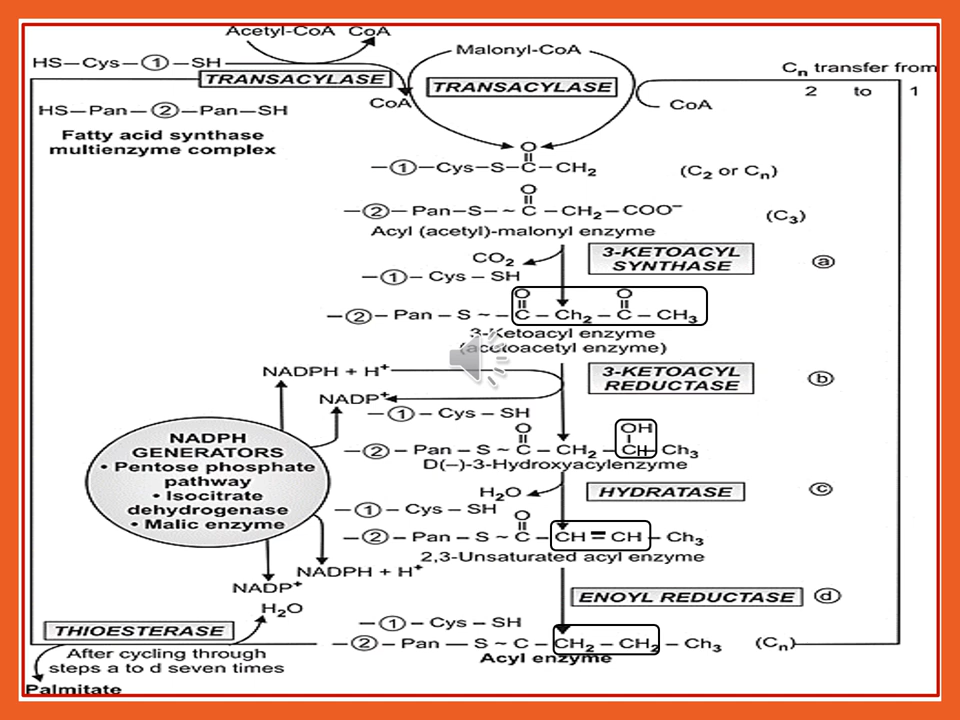 Acetyl-CoA CoA
HS–Cys–①–SH
TRANSACYLASE
Malonyl-CoA
TRANSACYLASE
Cn transfer from
2 to 1
CoA
CoA
HS–Pan–②–Pan–SH
Fatty acid synthase
multienzyme complex
O
–①–Cys–S–C–CH2
(C2 or Cn)
O
–②–Pan–S–~C–CH2–COO–
(C3)
Acyl (acetyl)-malonyl enzyme
CO2
3-KETOACYL
SYNTHASE
ⓐ
–①–Cys–SH
O O
–②–Pan–S~–C–Ch2–C–CH3
3-Ketoacyl enzyme
(acetoacetyl enzyme)
NADPH + H+
3-KETOACYL
REDUCTASE
ⓑ
NADP+
–①–Cys–SH
O OH
–②–Pan–S~C–CH2–CH–Ch3
D(–)-3-Hydroxyacylenzyme
NADPH
GENERATORS
• Pentose phosphate
pathway
• Isocitrate
dehydrogenase
• Malic enzyme
H2O
HYDRATASE
ⓒ
–①–Cys–SH
O
–②–Pan–S~C–CH=CH–Ch3
2,3-Unsaturated acyl enzyme
NADPH + H+
NADP+
ENOYL REDUCTASE
ⓓ
H2O
–①–Cys–SH
THIOESTERASE
–②–Pan–S~C–CH2–CH2–Ch3
(Cn)
Acyl enzyme
After cycling through
steps a to d seven times
Palmitate